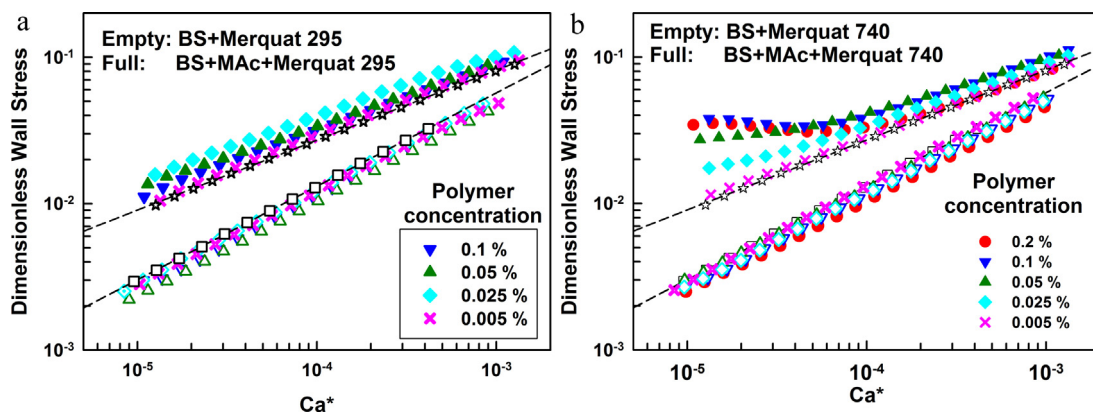 a
Empty: BS+Merquat 295
Full: BS+MAc+Merquat 295
Dimensionless Wall Stress
10⁻¹
10⁻²
10⁻³
Polymer
concentration
0.1 %
0.05 %
0.025 %
0.005 %
10⁻⁵
10⁻⁴
10⁻³
Ca*
b
Empty: BS+Merquat 740
Full: BS+MAc+Merquat 740
Dimensionless Wall Stress
10⁻¹
10⁻²
10⁻³
Polymer
concentration
0.2 %
0.1 %
0.05 %
0.025 %
0.005 %
10⁻⁵
10⁻⁴
10⁻³
Ca*